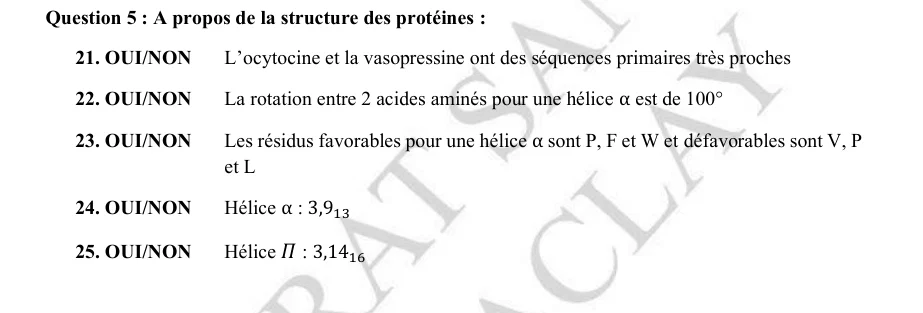 Question 5 : A propos de la structure des protéines :
21. OUI/NON L'ocytocine et la vasopressine ont des séquences primaires très proches
22. OUI/NON La rotation entre 2 acides aminés pour une hélice α est de 100°
23. OUI/NON Les résidus favorables pour une hélice α sont P, F et W et défavorables sont V, P
et L
24. OUI/NON Hélice α : 3,9₁₃
25. OUI/NON Hélice Π : 3,14₁₆